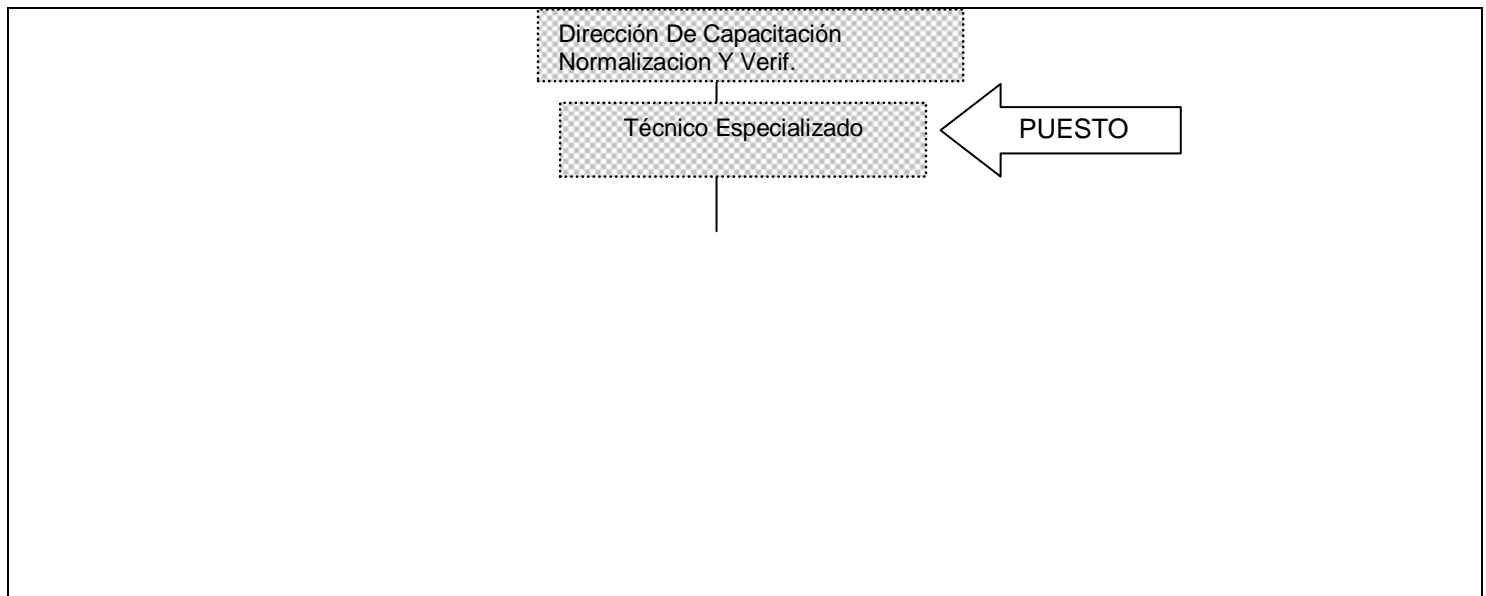 Dirección De Capacitación
Normalizacion Y Verif.
Técnico Especializado
PUESTO